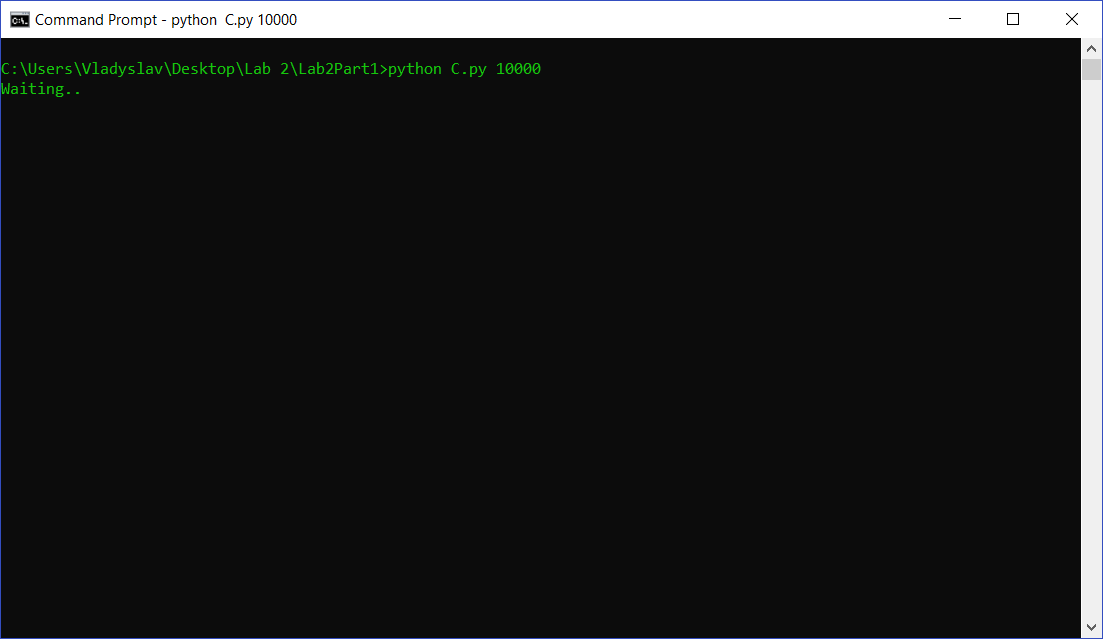 Command Prompt - python  C.py 10000
C:\Users\Vladyslav\Desktop\Lab 2\Lab2Part1>python C.py 10000
Waiting..